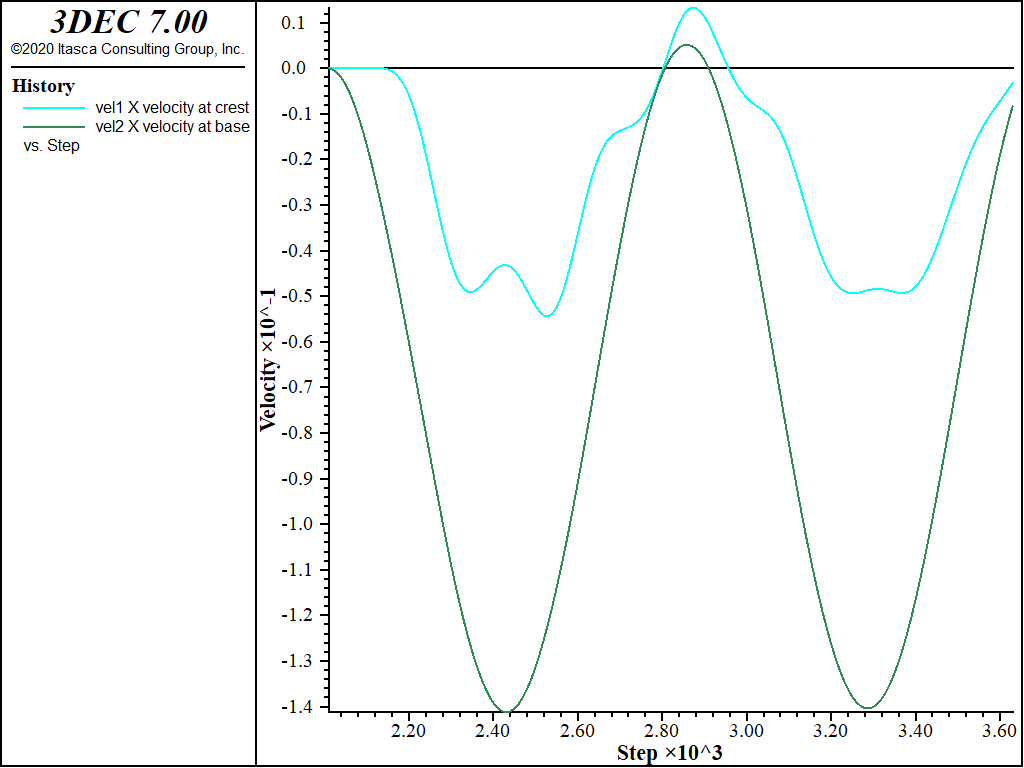 3DEC 7.00
©2020 Itasca Consulting Group, Inc.
History
vel1 X velocity at crest
vel2 X velocity at base
vs. Step
0.1
0.0
-0.1
-0.2
-0.3
-0.4
-0.5
-0.6
-0.7
-0.8
-0.9
-1.0
-1.1
-1.2
-1.3
-1.4
Velocity ×10^-1
2.20 2.40 2.60 2.80 3.00 3.20 3.40 3.60
Step ×10^3